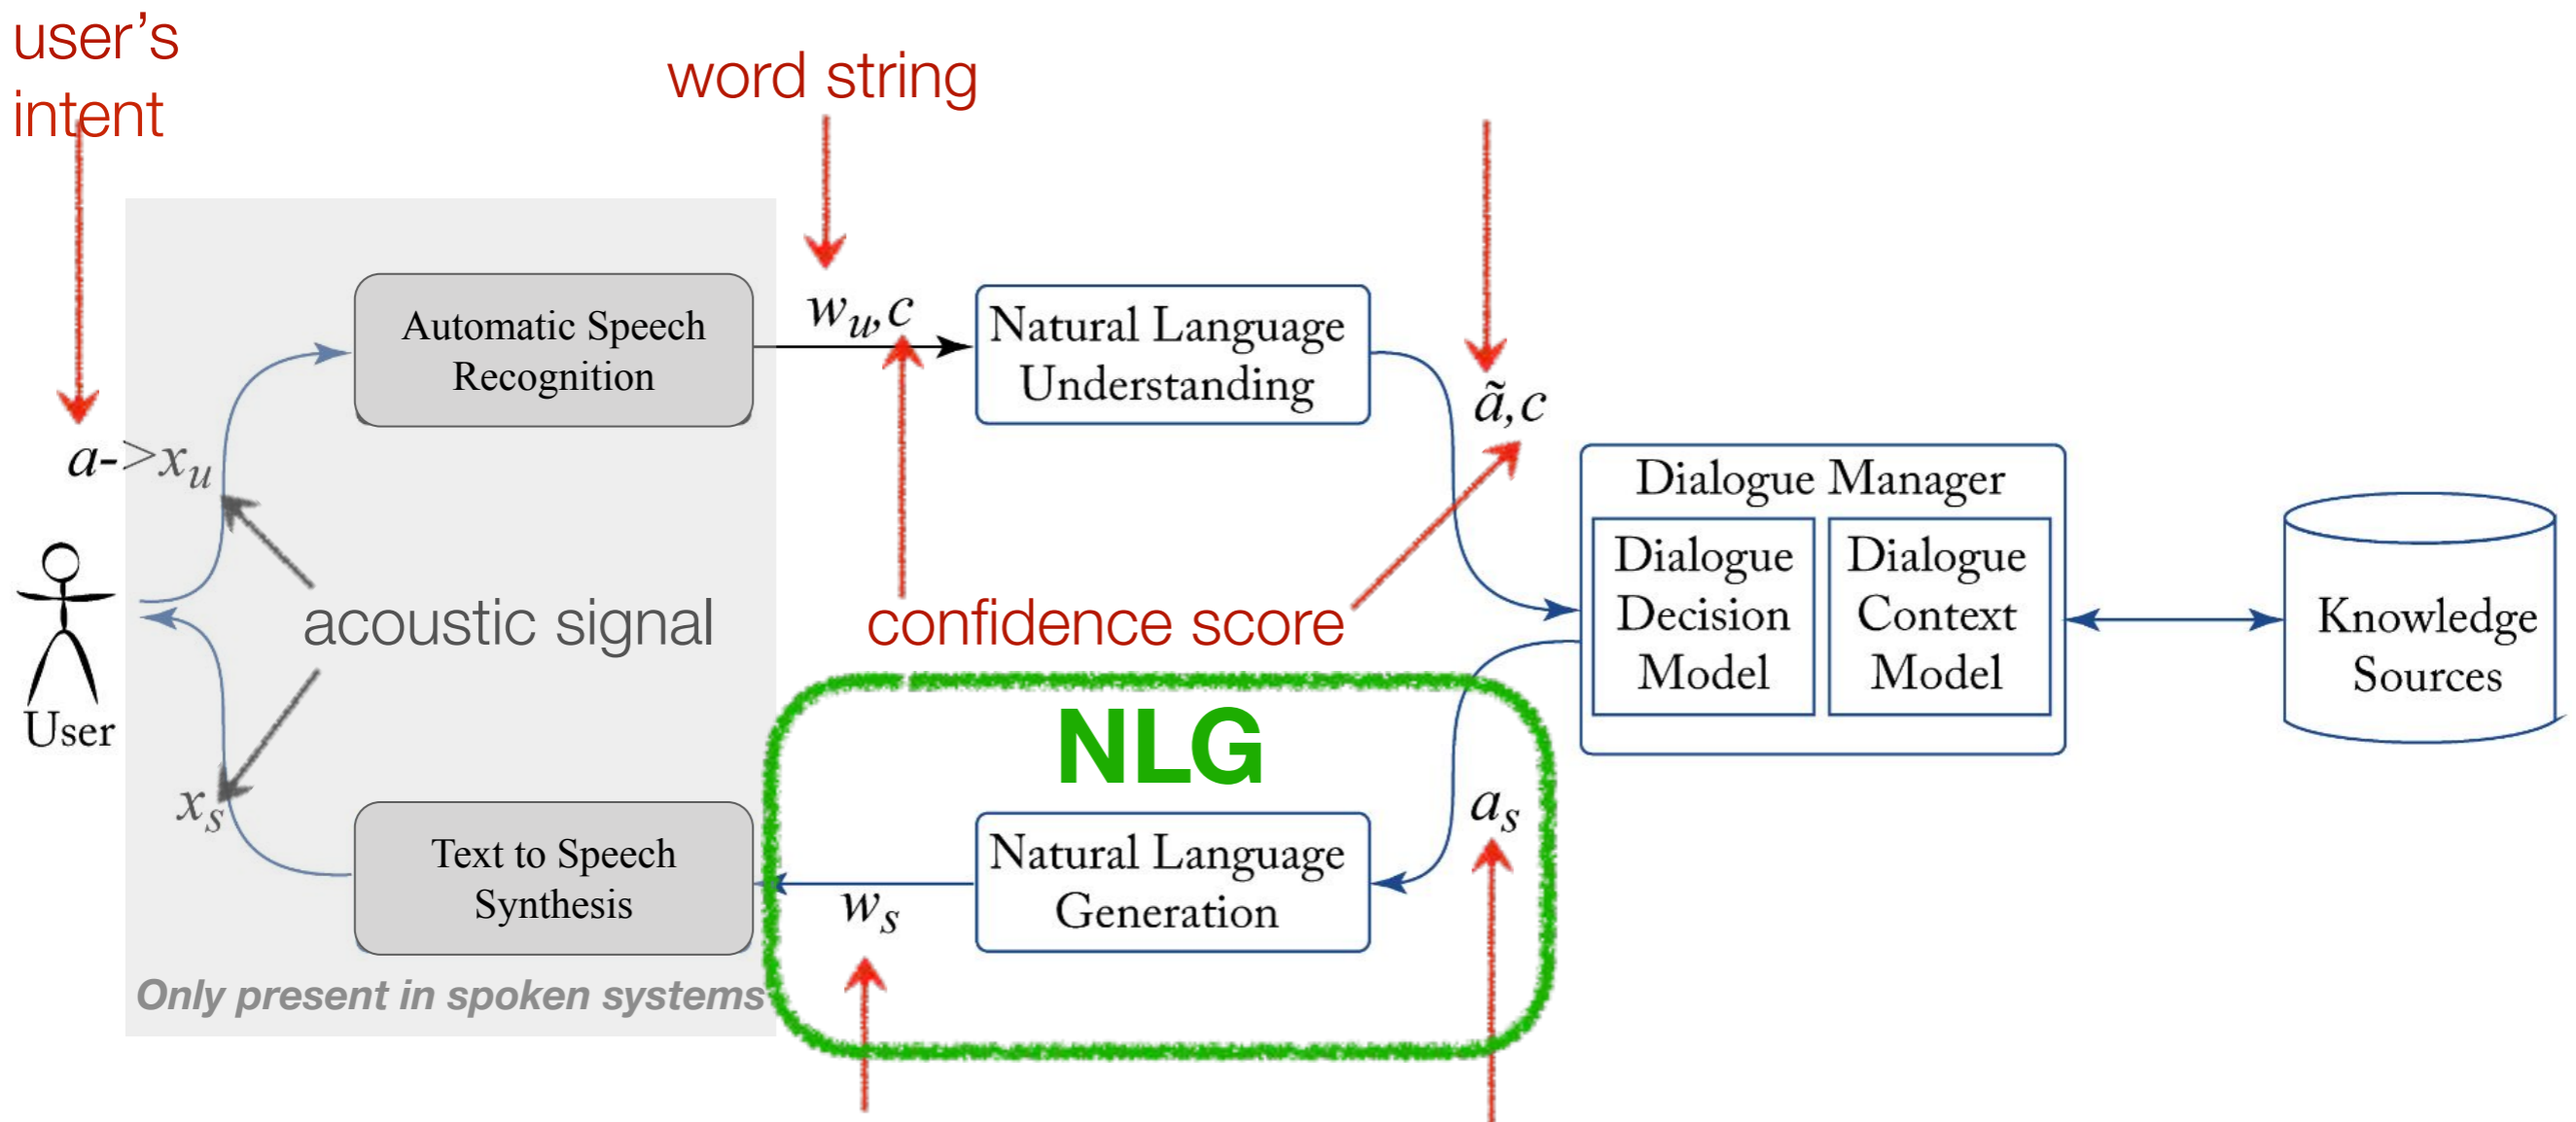 user's
intent
word string
Automatic Speech
Recognition
w_u,c
Natural Language
Understanding
ã,c
a->x_u
Dialogue Manager
Dialogue
Decision
Model
Dialogue
Context
Model
Knowledge
Sources
acoustic signal
confidence score
User
NLG
x_s
a_s
Text to Speech
Synthesis
w_s
Natural Language
Generation
Only present in spoken systems